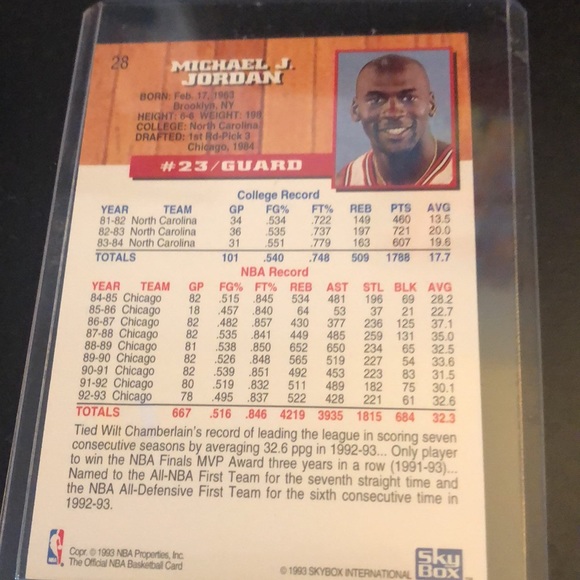 28
MICHAEL J.
JORDAN
BORN: Feb. 17, 1963
Brooklyn, NY
HEIGHT: 6-6 WEIGHT: 198
COLLEGE: North Carolina
DRAFTED: 1st Rd-Pick 3
Chicago, 1984
#23/GUARD
College Record
YEAR TEAM GP FG% FT% REB PTS AVG
81-82 North Carolina 34 .534 .722 149 460 13.5
82-83 North Carolina 36 .535 .737 197 721 20.0
83-84 North Carolina 31 .551 .779 163 607 19.6
TOTALS 101 .540 .748 509 1788 17.7
NBA Record
YEAR TEAM GP FG% FT% REB AST STL BLK AVG
84-85 Chicago 82 .515 .845 534 481 196 69 28.2
85-86 Chicago 18 .457 .840 64 53 37 21 22.7
86-87 Chicago 82 .482 .857 430 377 236 125 37.1
87-88 Chicago 82 .535 .841 449 485 259 131 35.0
88-89 Chicago 81 .538 .850 652 650 234 65 32.5
89-90 Chicago 82 .526 .848 565 519 227 54 33.6
90-91 Chicago 82 .539 .851 492 453 223 83 31.5
91-92 Chicago 80 .519 .832 511 489 182 75 30.1
92-93 Chicago 78 .495 .837 522 428 221 61 32.6
TOTALS 667 .516 .846 4219 3935 1815 684 32.3
Tied Wilt Chamberlain's record of leading the league in scoring seven
consecutive seasons by averaging 32.6 ppg in 1992-93... Only player
to win the NBA Finals MVP Award three years in a row (1991-93)...
Named to the All-NBA First Team for the seventh straight time and
the NBA All-Defensive First Team for the sixth consecutive time in
1992-93.
NBA
Copr. © 1993 NBA Properties, Inc.
The Official NBA Basketball Card
© 1993 SKYBOX INTERNATIONAL
SkyBox